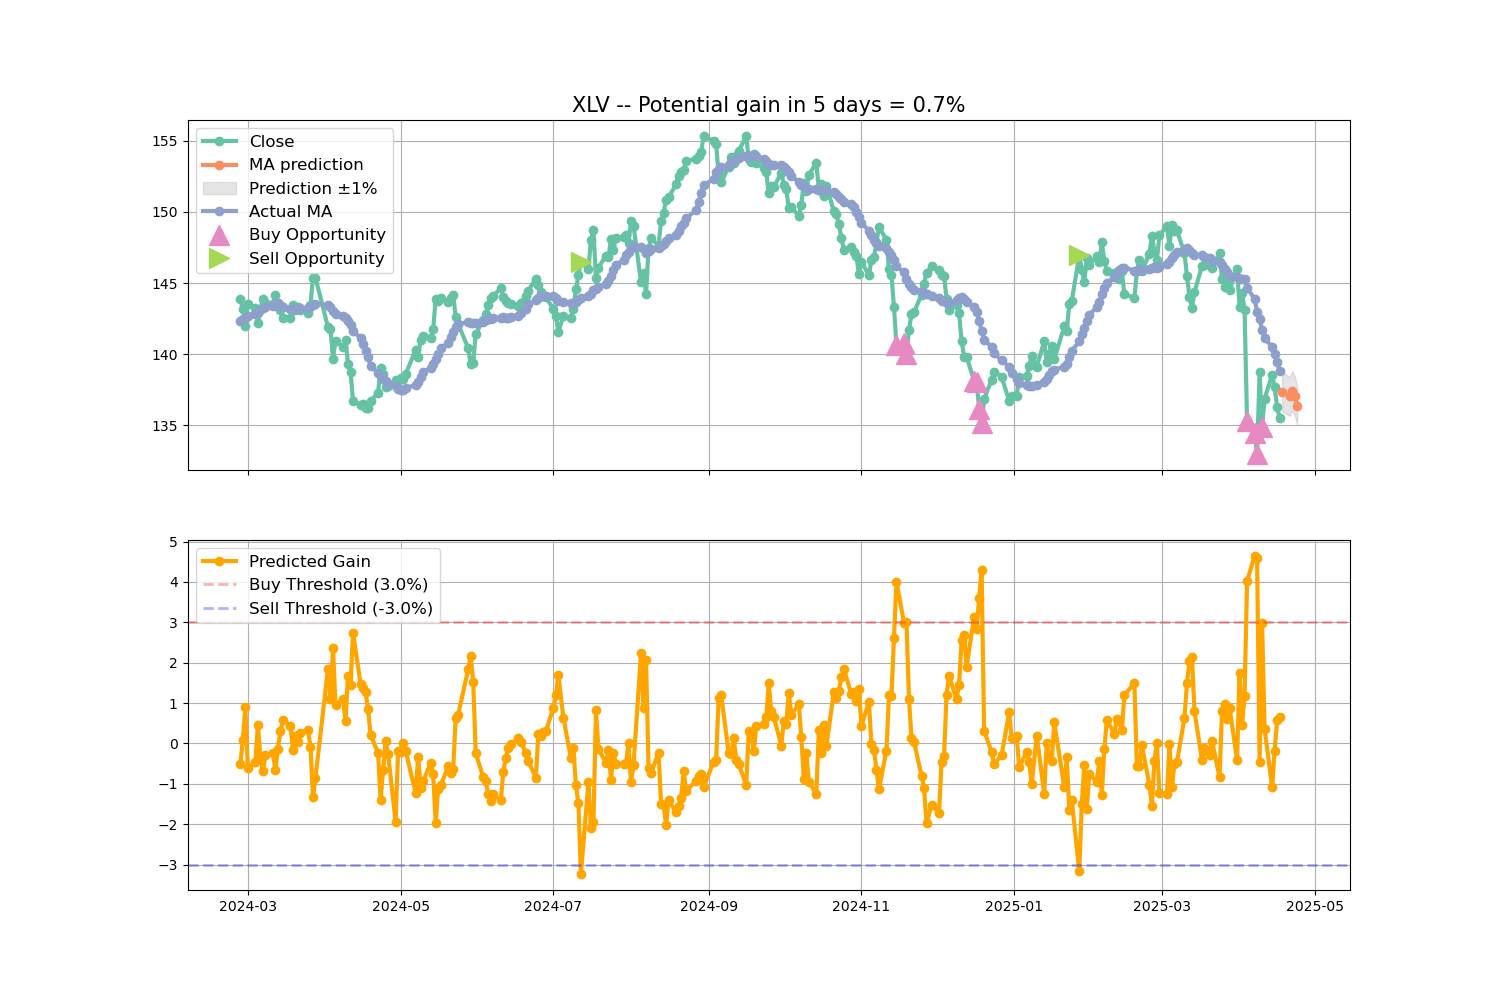 XLV -- Potential gain in 5 days = 0.7%
155
150
145
140
135
Close
MA prediction
Prediction ±1%
Actual MA
Buy Opportunity
Sell Opportunity
5
4
3
2
1
0
−1
−2
−3
Predicted Gain
Buy Threshold (3.0%)
Sell Threshold (-3.0%)
2024-03
2024-05
2024-07
2024-09
2024-11
2025-01
2025-03
2025-05